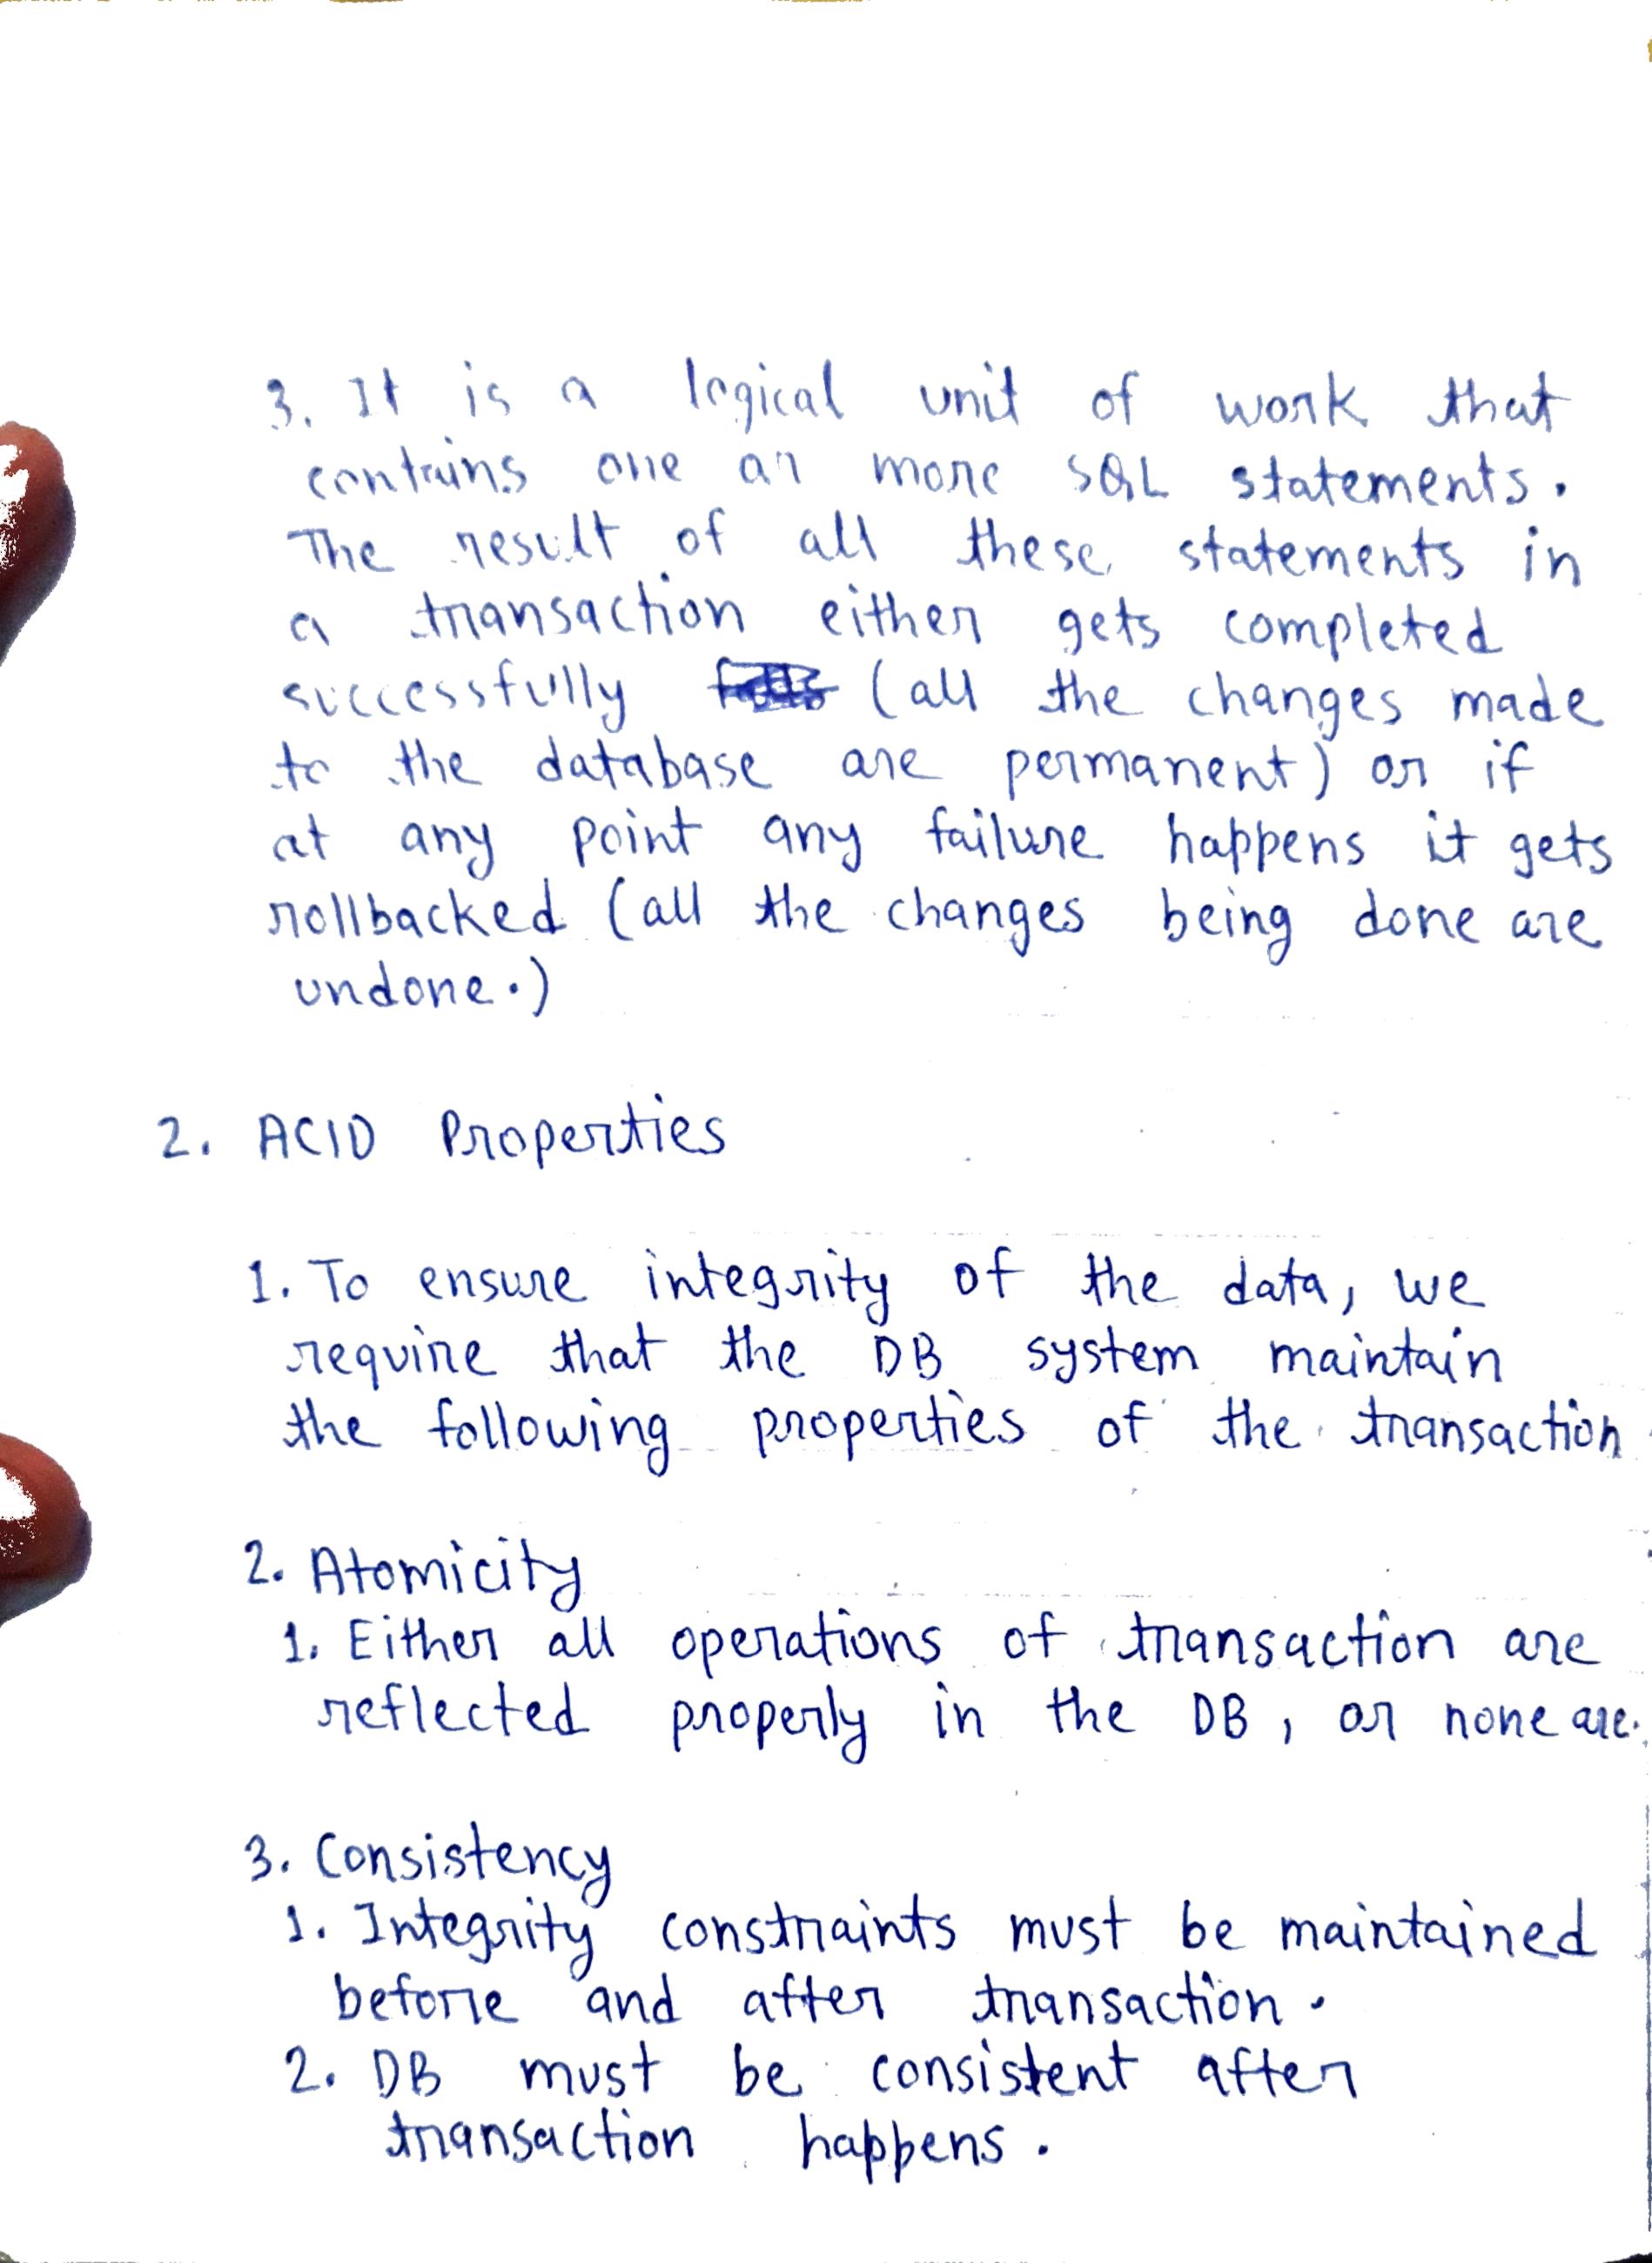 3. It is a logical unit of work that
contains one or more SQL statements.
The result of all these statements in
a transaction either gets completed
successfully (all the changes made
to the database are permanent) or if
at any point any failure happens it gets
rollbacked (all the changes being done are
undone.)
2. ACID Properties
1. To ensure integrity of the data, we
require that the DB system maintain
the following properties of the transaction
2. Atomicity
1. Either all operations of transaction are
reflected properly in the DB, or none are.
3. Consistency
1. Integrity constraints must be maintained
before and after transaction.
2. DB must be consistent after
transaction happens.